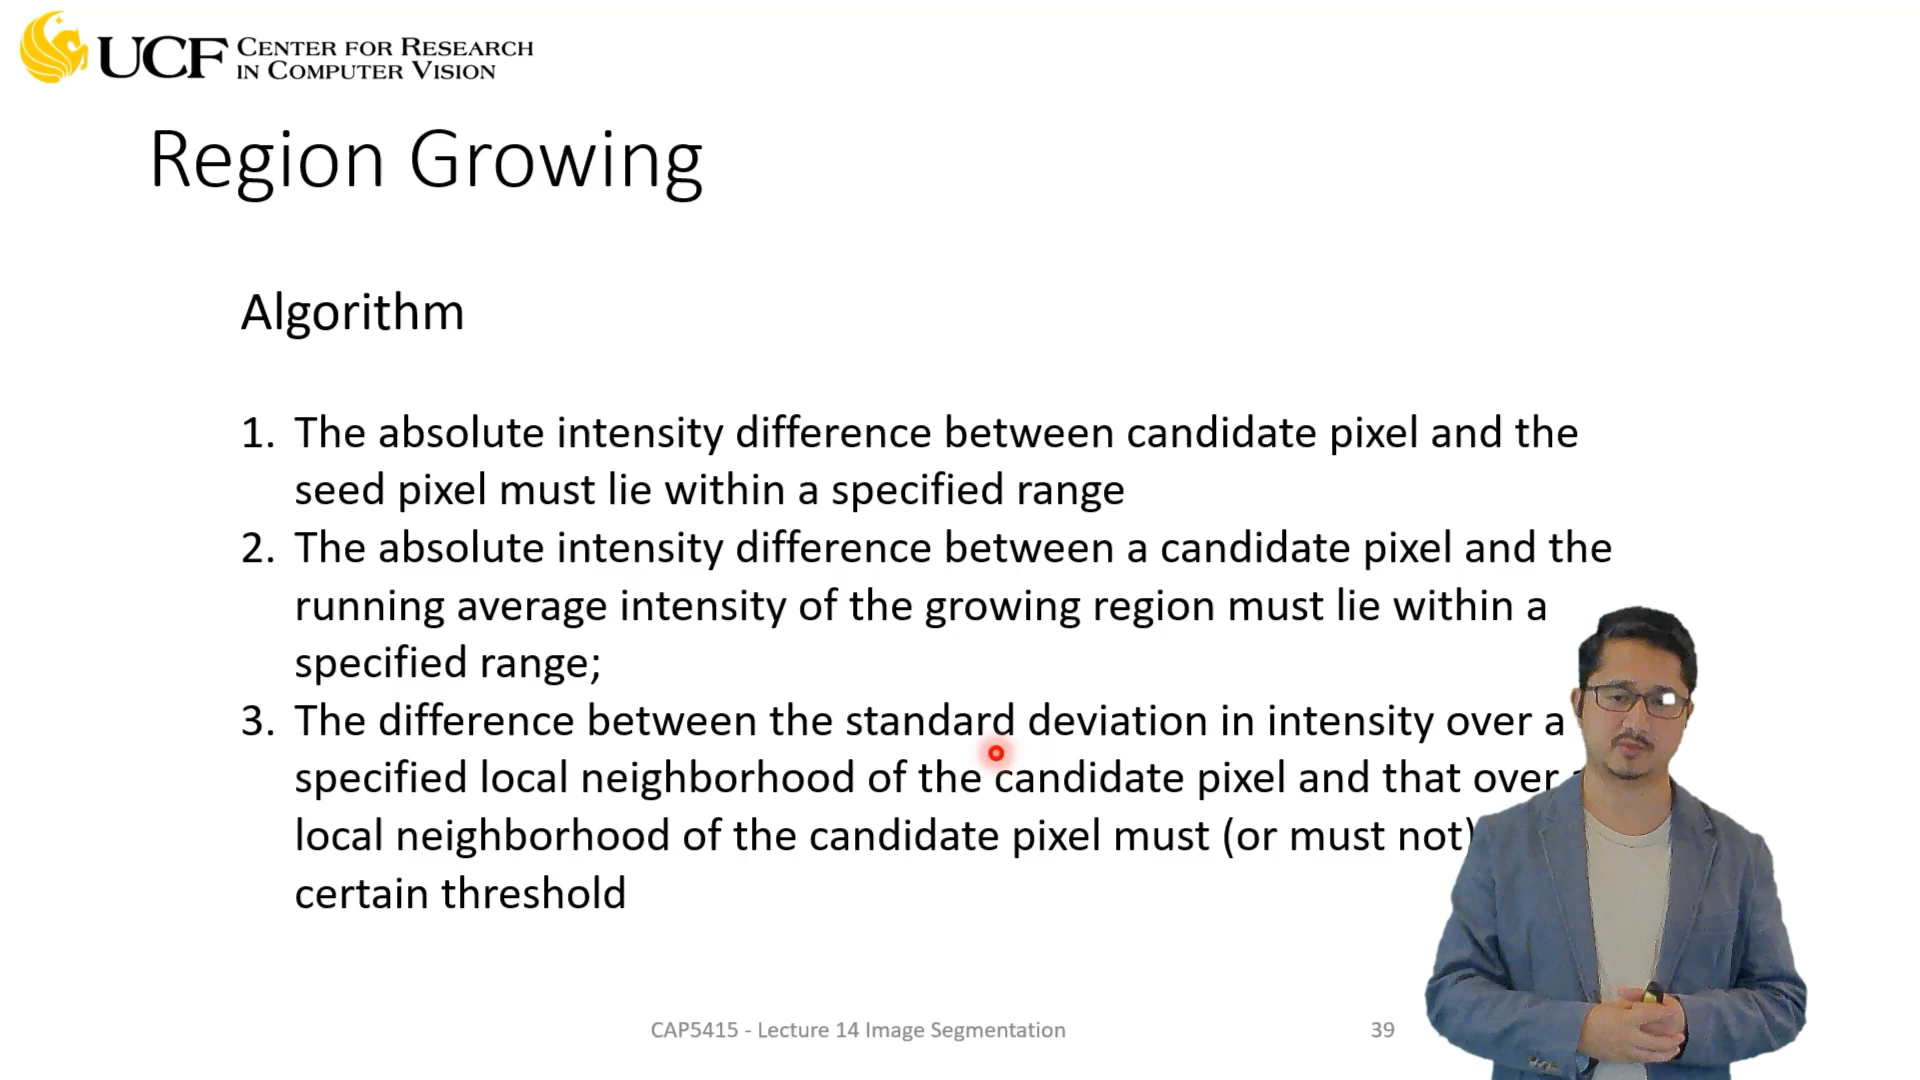 UCF CENTER FOR RESEARCH
IN COMPUTER VISION
Region Growing
Algorithm
1. The absolute intensity difference between candidate pixel and the
seed pixel must lie within a specified range
2. The absolute intensity difference between a candidate pixel and the
running average intensity of the growing region must lie within a
specified range;
3. The difference between the standard deviation in intensity over a
specified local neighborhood of the candidate pixel and that over
local neighborhood of the candidate pixel must (or must not)
certain threshold
CAP5415 - Lecture 14 Image Segmentation
39